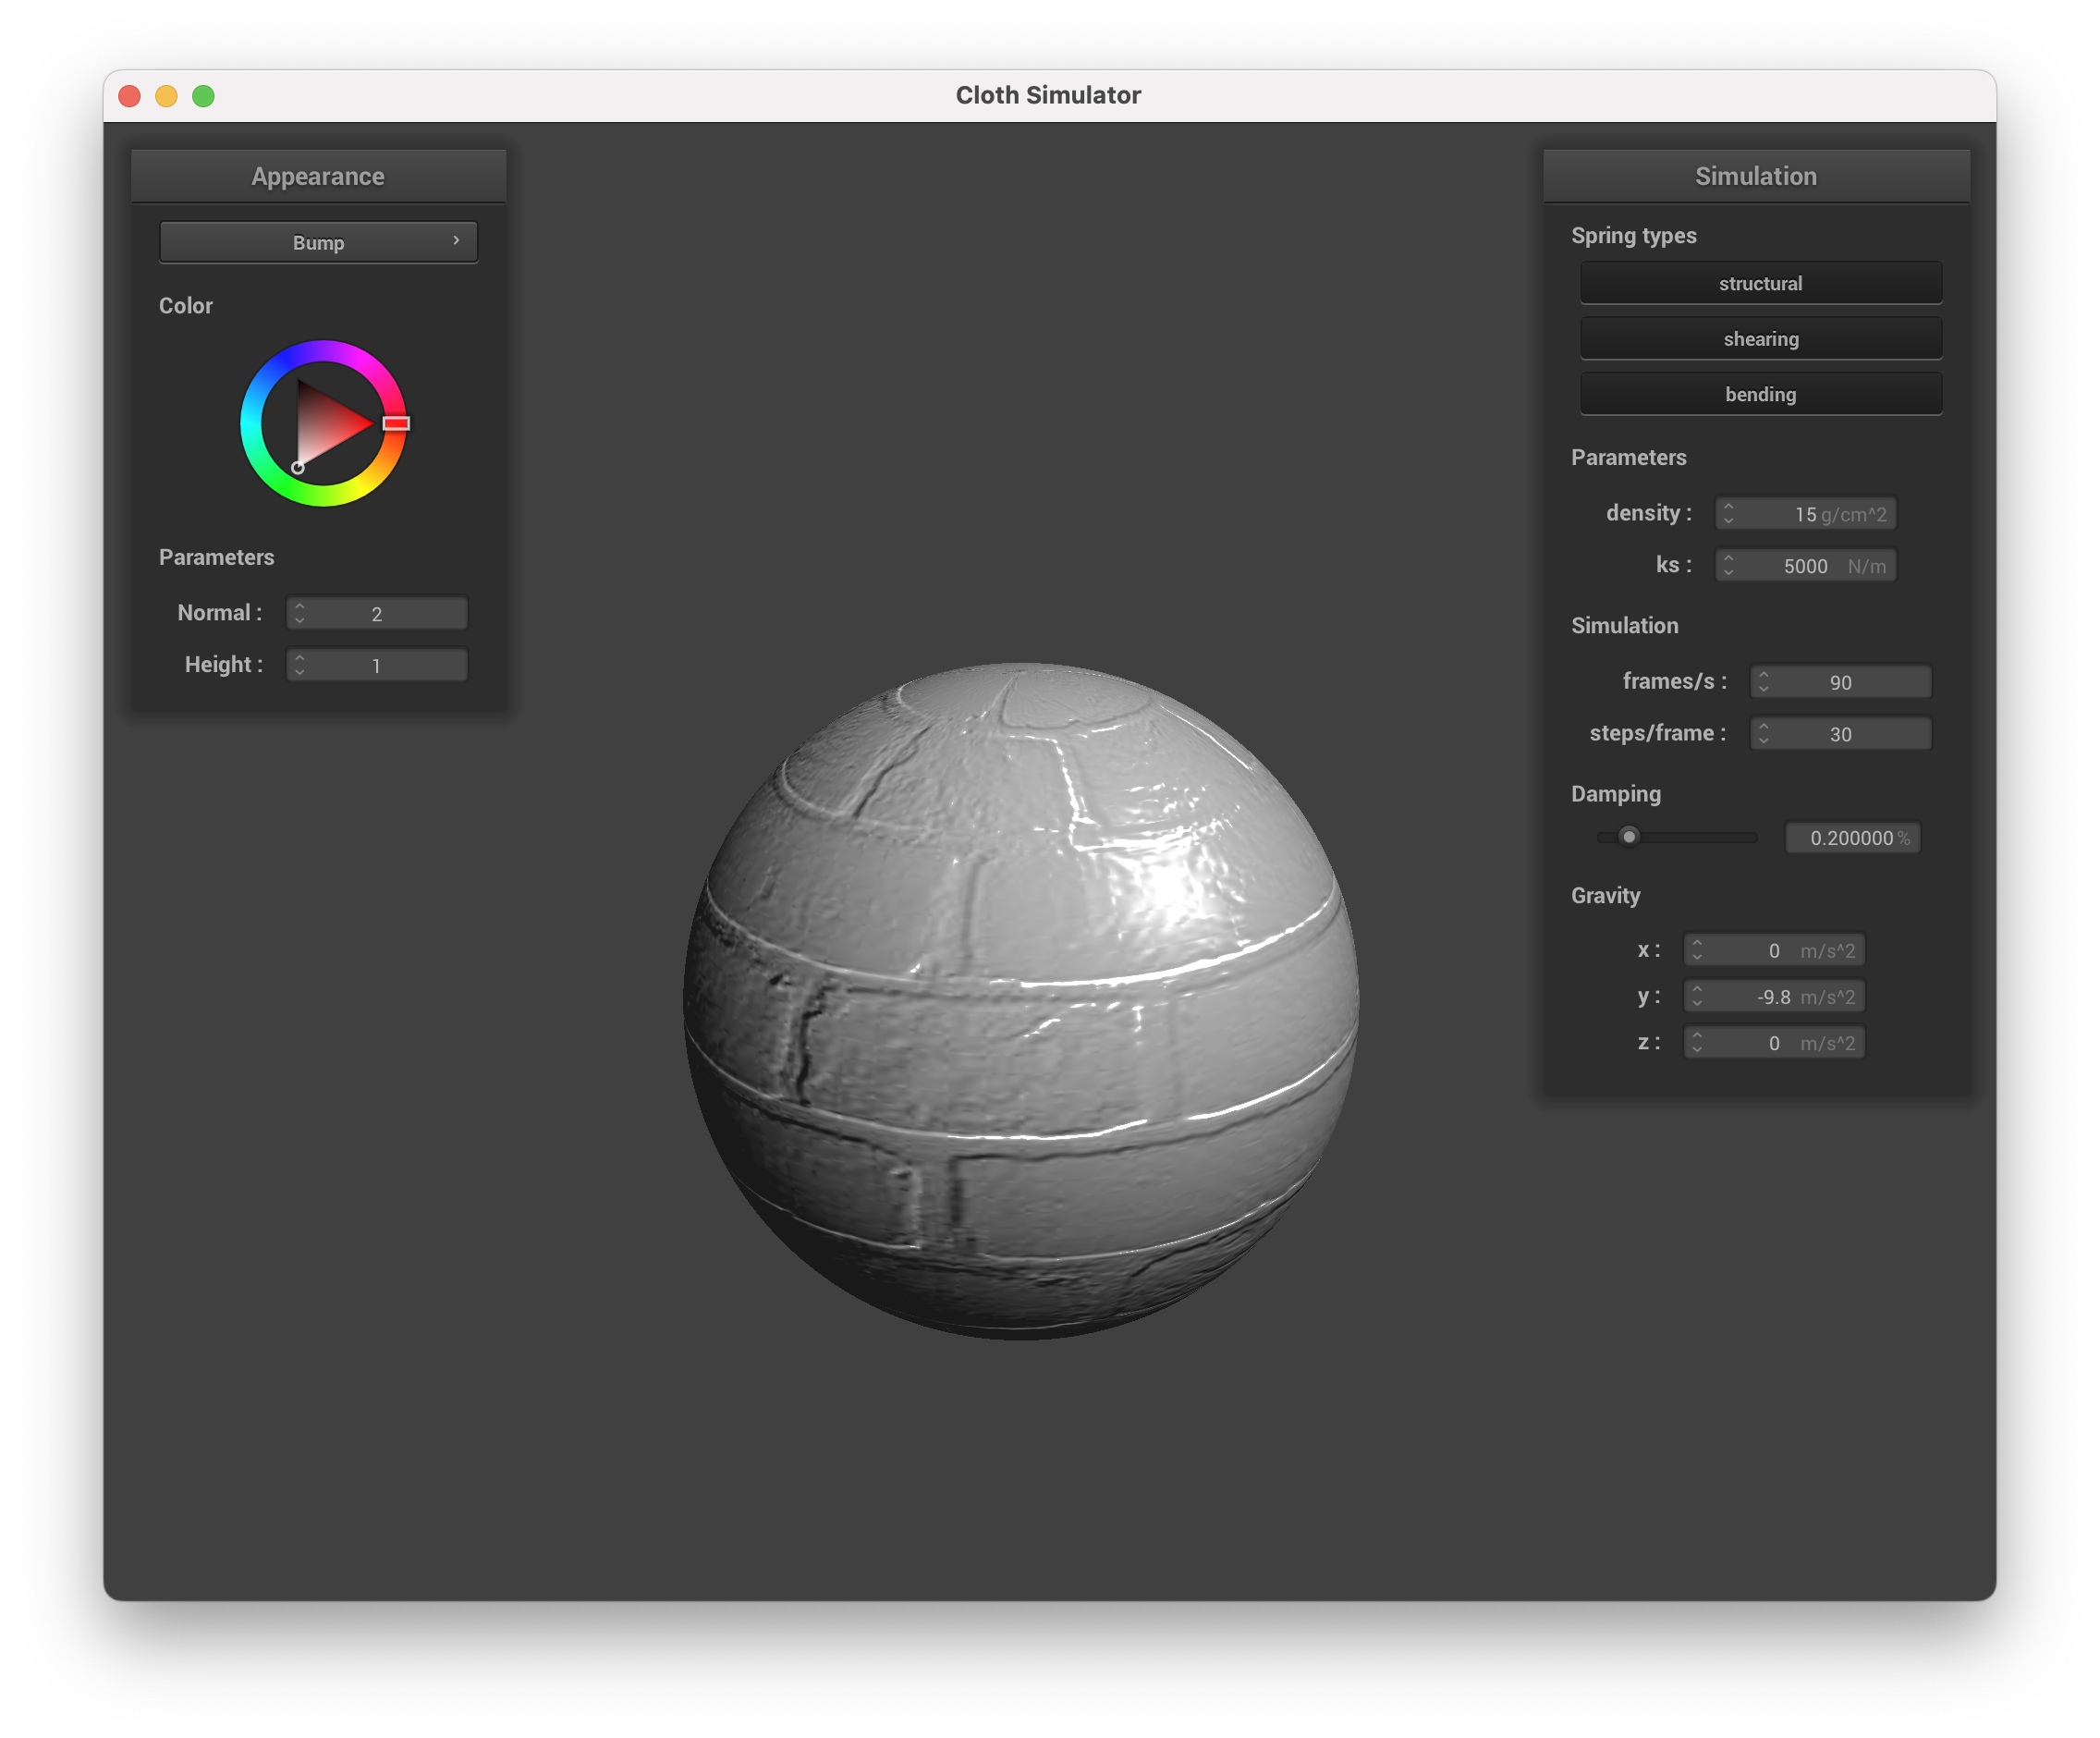 Cloth Simulator
Appearance
Bump
Color
Parameters
Normal : 2
Height : 1
Simulation
Spring types
structural
shearing
bending
Parameters
density : 15 g/cm^2
ks : 5000 N/m
Simulation
frames/s : 90
steps/frame : 30
Damping
0.200000 %
Gravity
x : 0 m/s^2
y : -9.8 m/s^2
z : 0 m/s^2